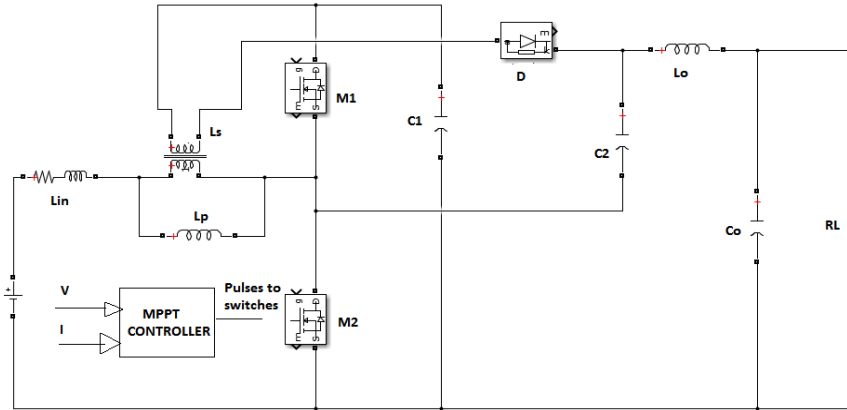 D
M1
Lo
C1
Ls
C2
Lin
Lp
Co
RL
V
Pulses to
switches
MPPT
CONTROLLER
I
M2
g
D
E
S
g
D
E
S
E
k
+